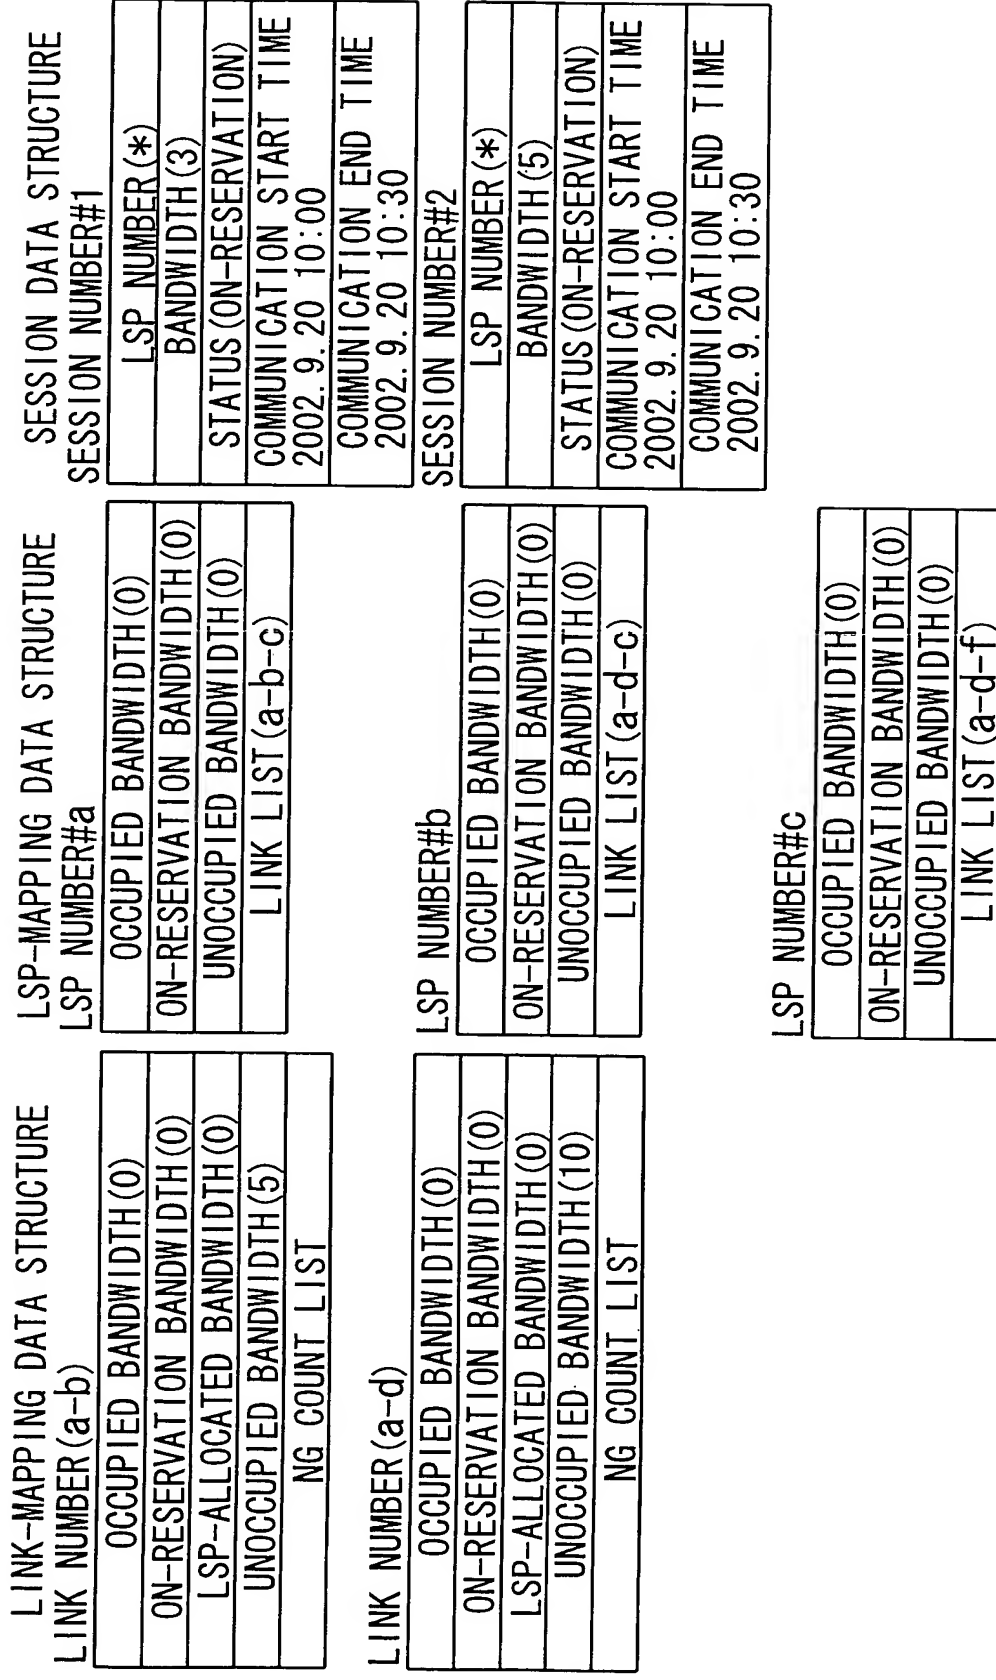 LINK-MAPPING DATA STRUCTURE
LINK NUMBER(a-b)
OCCUPIED BANDWIDTH(0)
ON-RESERVATION BANDWIDTH(0)
LSP-ALLOCATED BANDWIDTH(0)
UNOCCUPIED BANDWIDTH(5)
NG COUNT LIST
LINK NUMBER(a-d)
OCCUPIED BANDWIDTH(0)
ON-RESERVATION BANDWIDTH(0)
LSP-ALLOCATED BANDWIDTH(0)
UNOCCUPIED BANDWIDTH(10)
NG COUNT LIST
LSP-MAPPING DATA STRUCTURE
LSP NUMBER#a
OCCUPIED BANDWIDTH(0)
ON-RESERVATION BANDWIDTH(0)
UNOCCUPIED BANDWIDTH(0)
LINK LIST(a-b-c)
LSP NUMBER#b
OCCUPIED BANDWIDTH(0)
ON-RESERVATION BANDWIDTH(0)
UNOCCUPIED BANDWIDTH(0)
LINK LIST(a-d-c)
LSP NUMBER#c
OCCUPIED BANDWIDTH(0)
ON-RESERVATION BANDWIDTH(0)
UNOCCUPIED BANDWIDTH(0)
LINK LIST(a-d-f)
SESSION DATA STRUCTURE
SESSION NUMBER#1
LSP NUMBER(*)
BANDWIDTH(3)
STATUS(ON-RESERVATION)
COMMUNICATION START TIME
2002.9.20 10:00
COMMUNICATION END TIME
2002.9.20 10:30
SESSION NUMBER#2
LSP NUMBER(*)
BANDWIDTH(5)
STATUS(ON-RESERVATION)
COMMUNICATION START TIME
2002.9.20 10:00
COMMUNICATION END TIME
2002.9.20 10:30